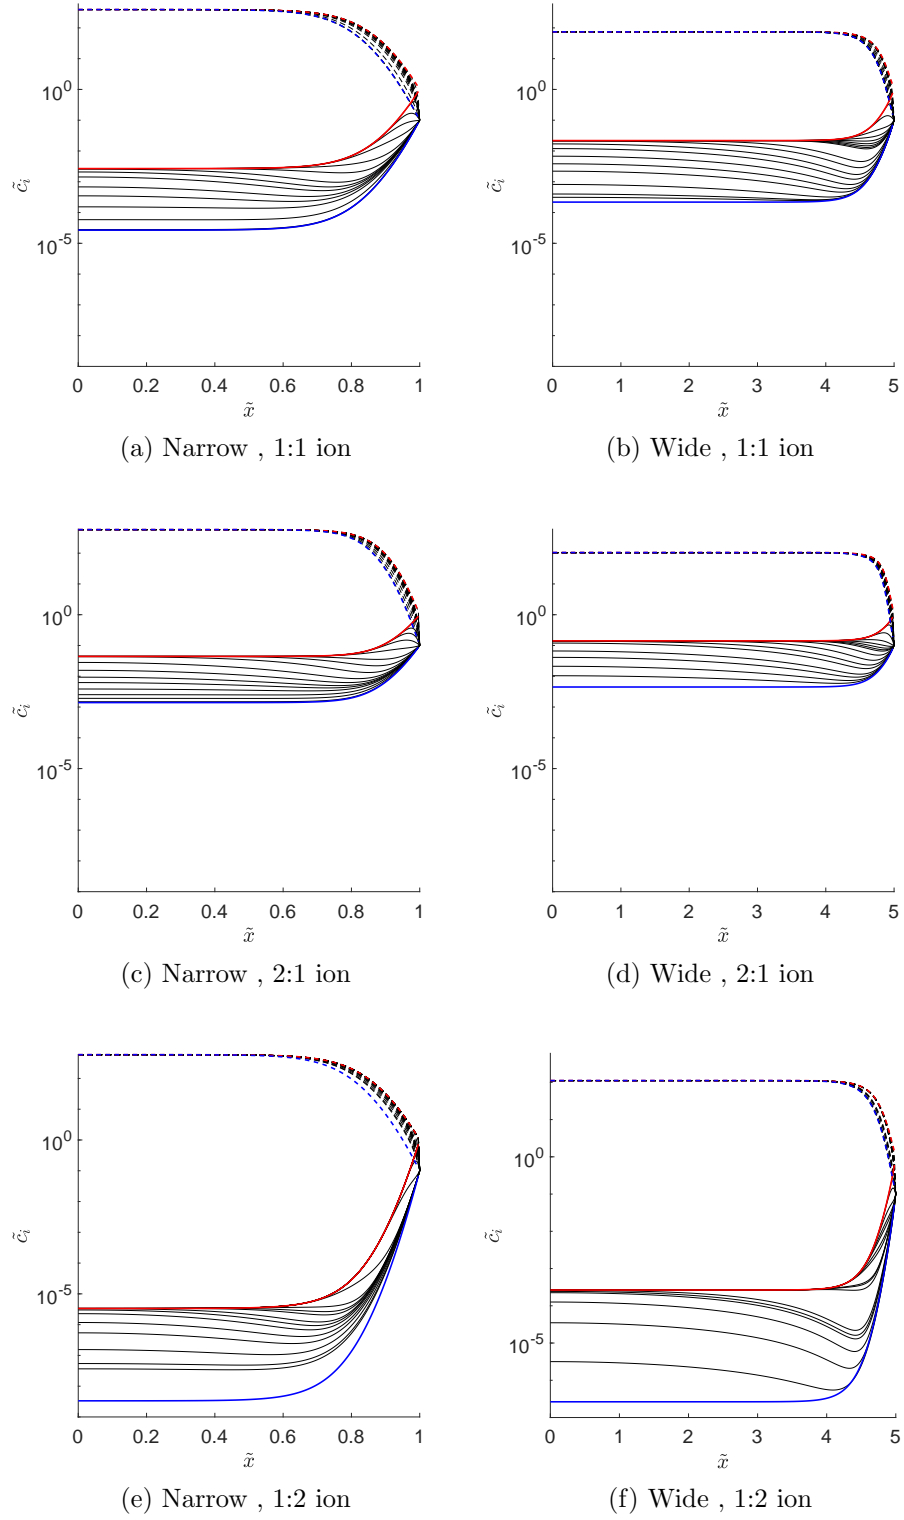 10^0
10^-5
c̃_i
0 0.2 0.4 0.6 0.8 1
x̃
(a) Narrow , 1:1 ion
10^0
10^-5
c̃_i
0 1 2 3 4 5
x̃
(b) Wide , 1:1 ion
10^0
10^-5
c̃_i
0 0.2 0.4 0.6 0.8 1
x̃
(c) Narrow , 2:1 ion
10^0
10^-5
c̃_i
0 1 2 3 4 5
x̃
(d) Wide , 2:1 ion
10^0
10^-5
c̃_i
0 0.2 0.4 0.6 0.8 1
x̃
(e) Narrow , 1:2 ion
10^0
10^-5
c̃_i
0 1 2 3 4 5
x̃
(f) Wide , 1:2 ion